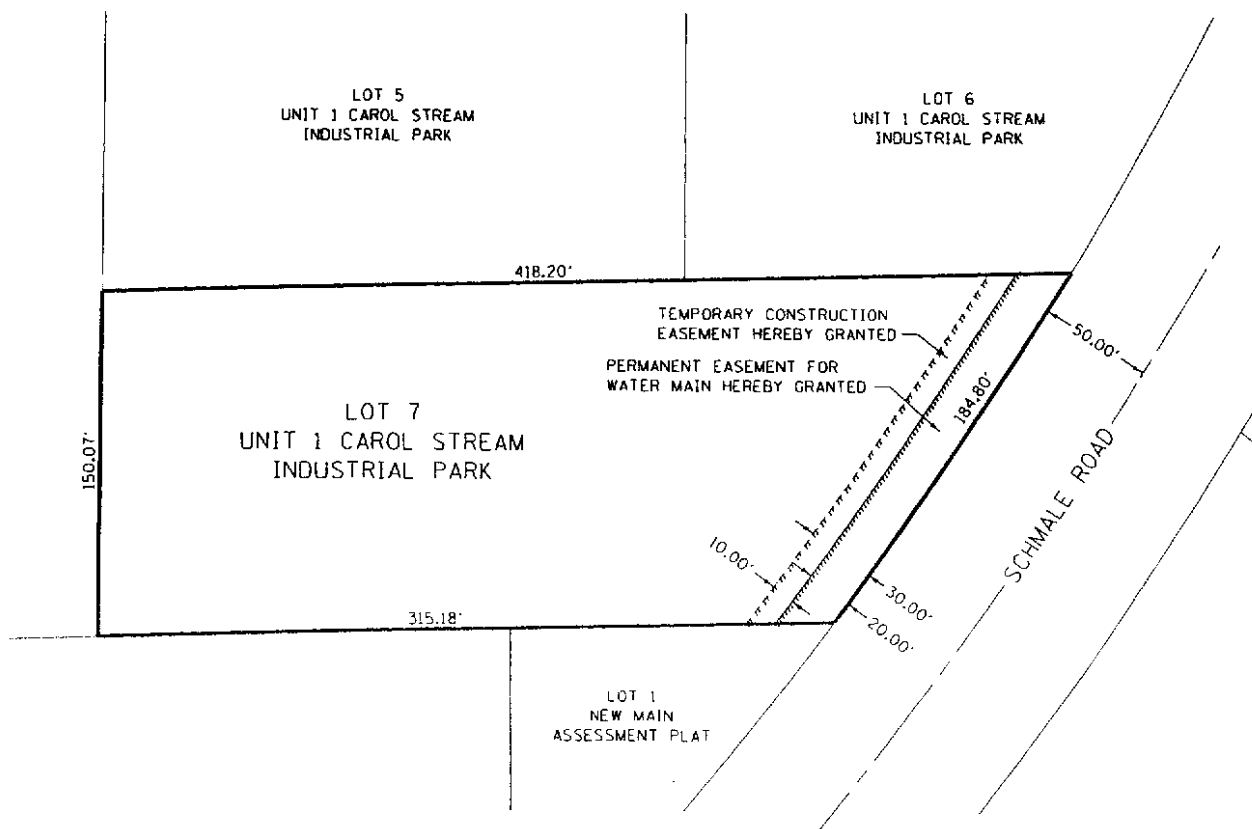 LOT 5
UNIT 1 CAROL STREAM
INDUSTRIAL PARK
LOT 6
UNIT 1 CAROL STREAM
INDUSTRIAL PARK
418.20'
TEMPORARY CONSTRUCTION
EASEMENT HEREBY GRANTED
PERMANENT EASEMENT FOR
WATER MAIN HEREBY GRANTED
50.00'
184.80'
LOT 7
UNIT 1 CAROL STREAM
INDUSTRIAL PARK
150.07'
SCHMALE ROAD
10.00'
30.00'
20.00'
315.18'
LOT 1
NEW MAIN
ASSESSMENT PLAT